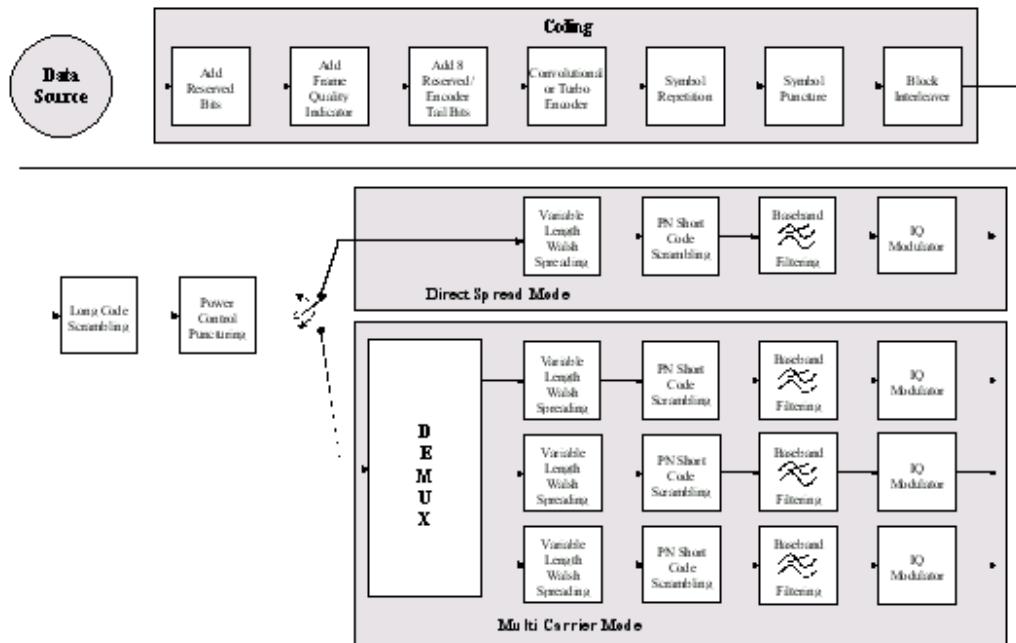 Coding
Data
Source
Add
Reserved
Bits
Add
Frame
Quality
Indicator
Add 8
Reserved/
Encoder
Tail Bits
Convolutional
or Turbo
Encoder
Symbol
Repetition
Symbol
Puncture
Block
Interleaver
Variable
Length
Walsh
Spreading
PN Short
Code
Scrambling
Baseband
Filtering
IQ
Modulator
Direct Spread Mode
Long Code
Scrambling
Power
Control
Puncturing
DEMUX
Variable
Length
Walsh
Spreading
PN Short
Code
Scrambling
Baseband
Filtering
IQ
Modulator
Variable
Length
Walsh
Spreading
PN Short
Code
Scrambling
Baseband
Filtering
IQ
Modulator
Variable
Length
Walsh
Spreading
PN Short
Code
Scrambling
Baseband
Filtering
IQ
Modulator
Multi Carrier Mode